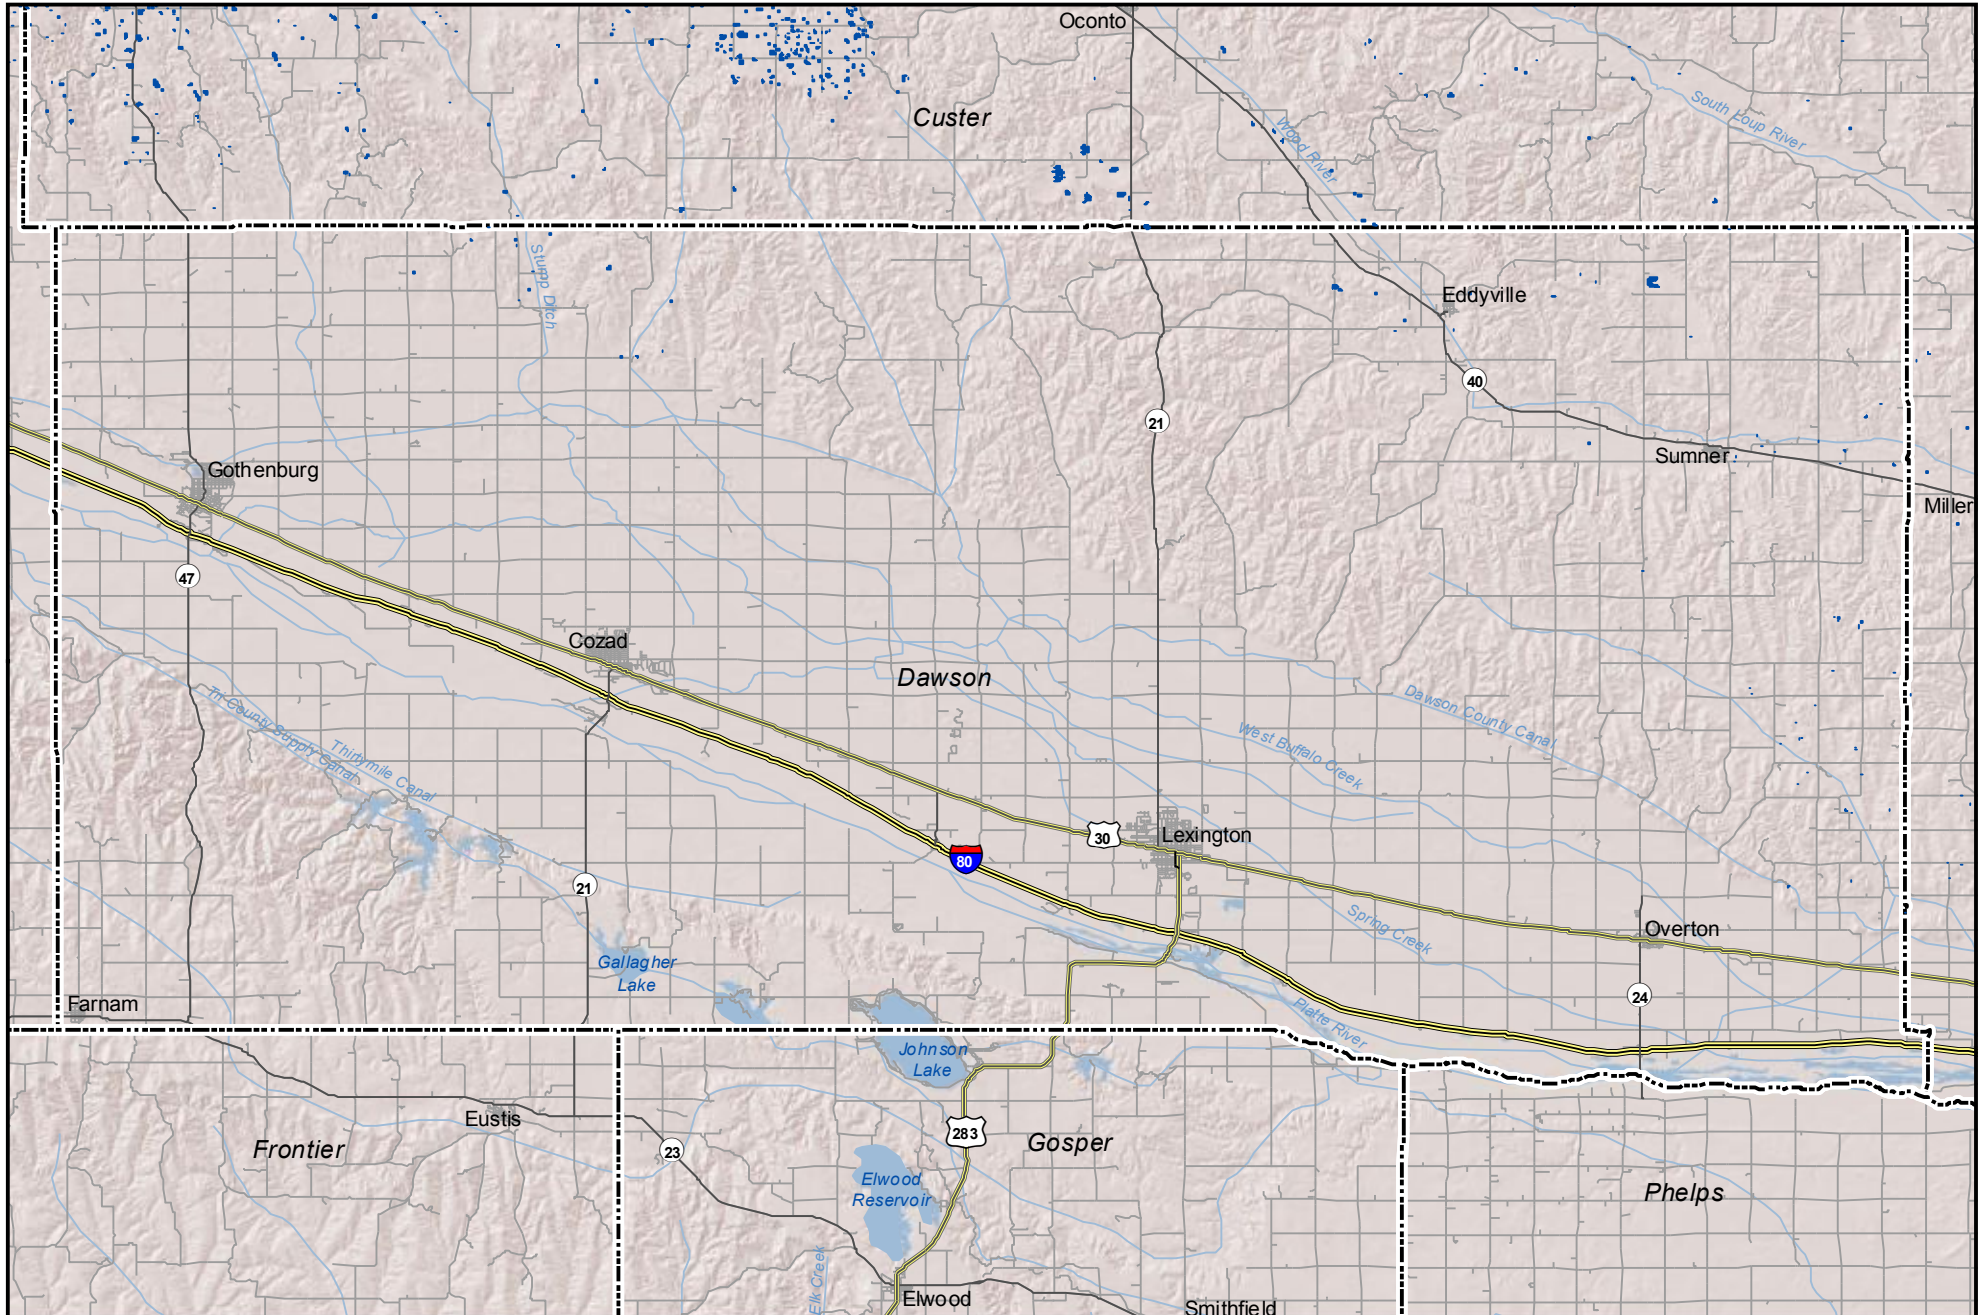 Oconto
Custer
South Loup River
Wood River
Stump Ditch
Eddyville
40
21
Gothenburg
Sumner
Miller
47
Cozad
Dawson
Dawson County Canal
Tri County Supply Canal
Thirtymile Canal
West Buffalo Creek
30
Lexington
80
21
Spring Creek
Overton
Gallagher
Lake
24
Farnam
Platte River
Johnson
Lake
Eustis
Frontier
23
283
Gosper
Elwood
Reservoir
Phelps
Elk Creek
Elwood
Smithfield